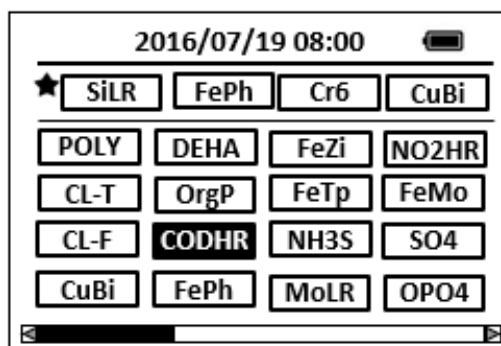 2016/07/19 08:00
SiLR FePh Cr6 CuBi
POLY DEHA FeZi NO2HR
CL-T OrgP FeTp FeMo
CL-F CODHR NH3S SO4
CuBi FePh MoLR OPO4